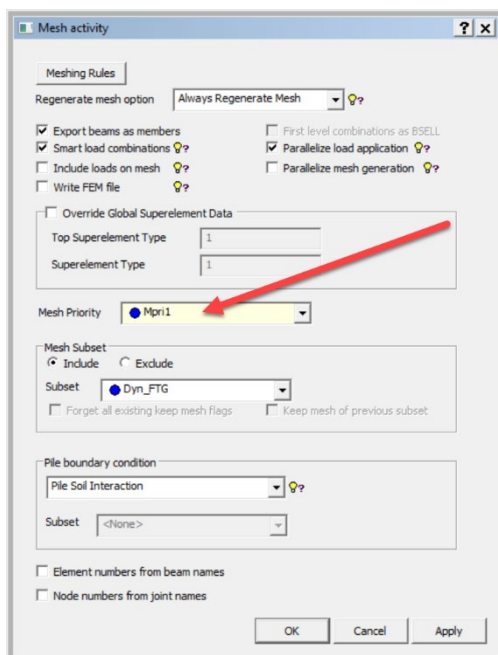 Mesh activity
Meshing Rules
Regenerate mesh option Always Regenerate Mesh ?
Export beams as members First level combinations as BSELL
Smart load combinations ? Parallelize load application ?
Include loads on mesh ? Parallelize mesh generation ?
Write FEM file ?
Override Global Superelement Data
Top Superelement Type 1
Superelement Type 1
Mesh Priority Mpri1
Mesh Subset
Include Exclude
Subset Dyn_FTG
Forget all existing keep mesh flags Keep mesh of previous subset
Pile boundary condition
Pile Soil Interaction ?
Subset <None>
Element numbers from beam names
Node numbers from joint names
OK Cancel Apply